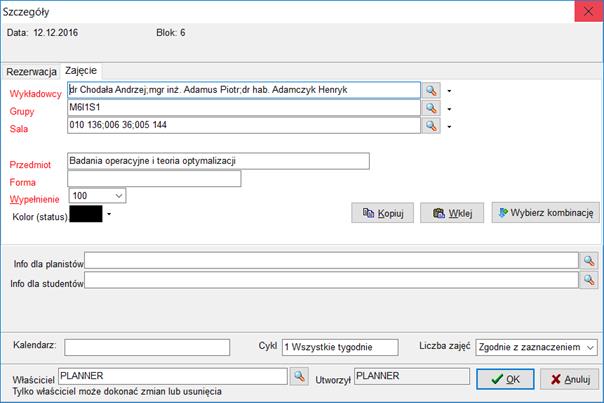 Szczegóły
Data: 12.12.2016 Blok: 6
Rezerwacja Zajęcie
Wykładowcy dr Chodała Andrzej;mgr inż. Adamus Piotr;dr hab. Adamczyk Henryk
Grupy M6I1S1
Sala 010 136;006 36;005 144
Przedmiot Badania operacyjne i teoria optymalizacji
Forma
Wypełnienie 100
Kolor (status)
Kopiuj Wklej Wybierz kombinację
Info dla planistów
Info dla studentów
Kalendarz: Cykl 1 Wszystkie tygodnie Liczba zajęć Zgodnie z zaznaczeniem
Właściciel PLANNER Utworzył PLANNER OK Anuluj
Tylko właściciel może dokonać zmian lub usunięcia